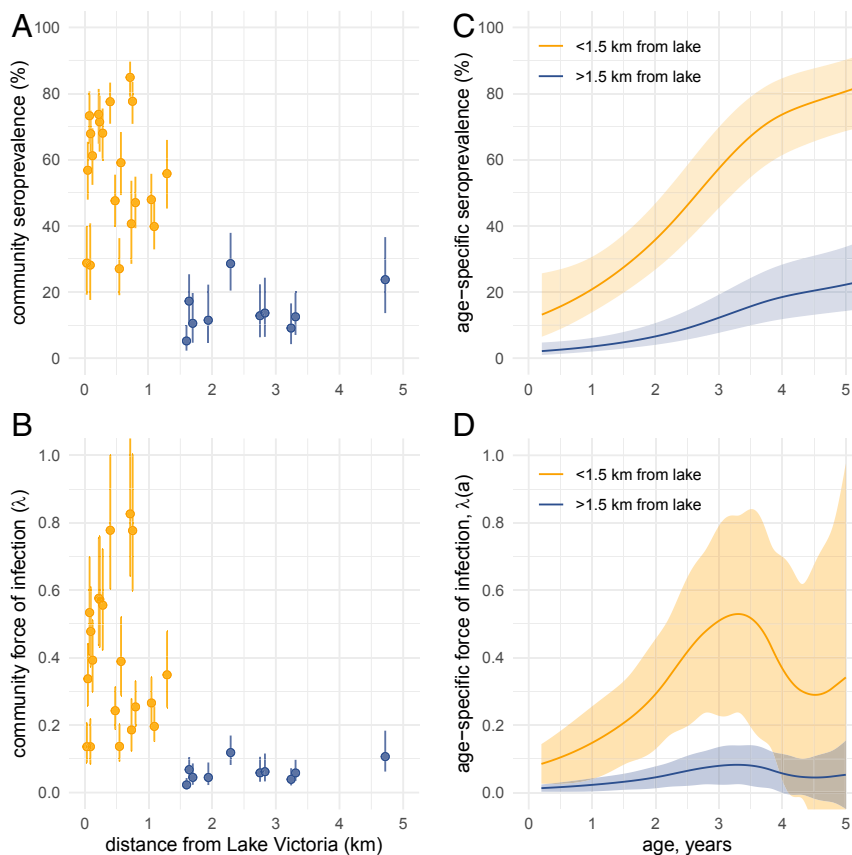 A
community seroprevalence (%)
100
80
60
40
20
0
0 1 2 3 4 5
C
age−specific seroprevalence (%)
100
80
60
40
20
0
<1.5 km from lake
>1.5 km from lake
0 1 2 3 4 5
B
community force of infection (λ)
1.0
0.8
0.6
0.4
0.2
0.0
0 1 2 3 4 5
distance from Lake Victoria (km)
D
age−specific force of infection, λ(a)
1.0
0.8
0.6
0.4
0.2
0.0
<1.5 km from lake
>1.5 km from lake
0 1 2 3 4 5
age, years